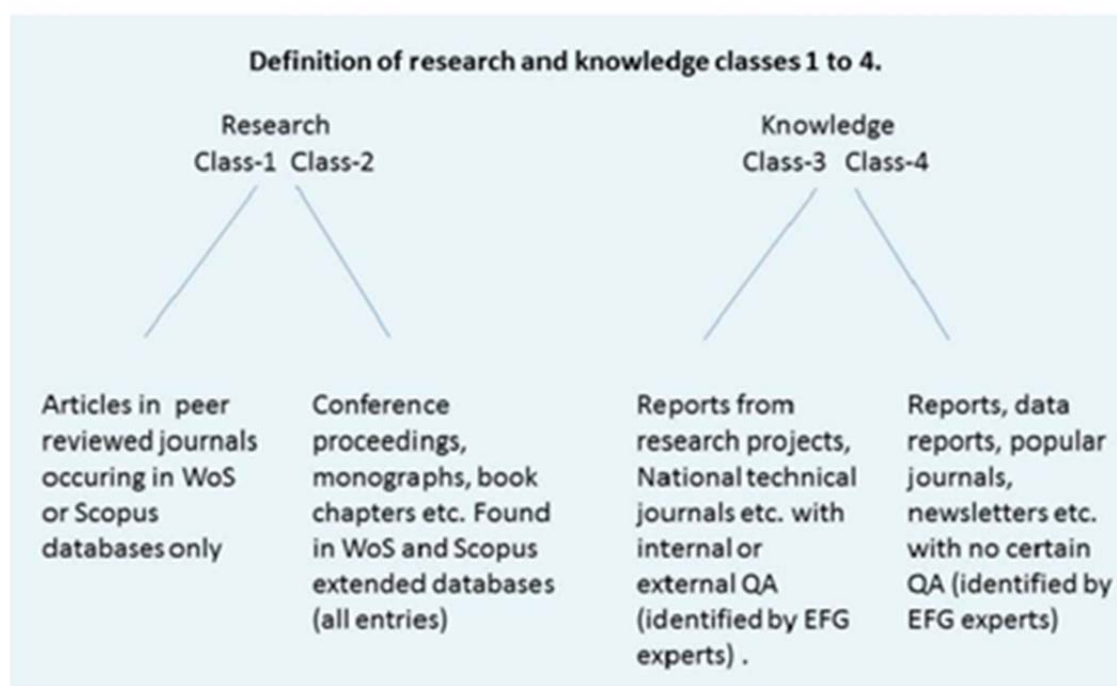 Definition of research and knowledge classes 1 to 4.
Research
Class-1 Class-2
Knowledge
Class-3 Class-4
Articles in peer
reviewed journals
occuring in WoS
or Scopus
databases only
Conference
proceedings,
monographs, book
chapters etc. Found
in WoS and Scopus
extended databases
(all entries)
Reports from
research projects,
National technical
journals etc. with
internal or
external QA
(identified by EFG
experts) .
Reports, data
reports, popular
journals,
newsletters etc.
with no certain
QA (identified by
EFG experts)